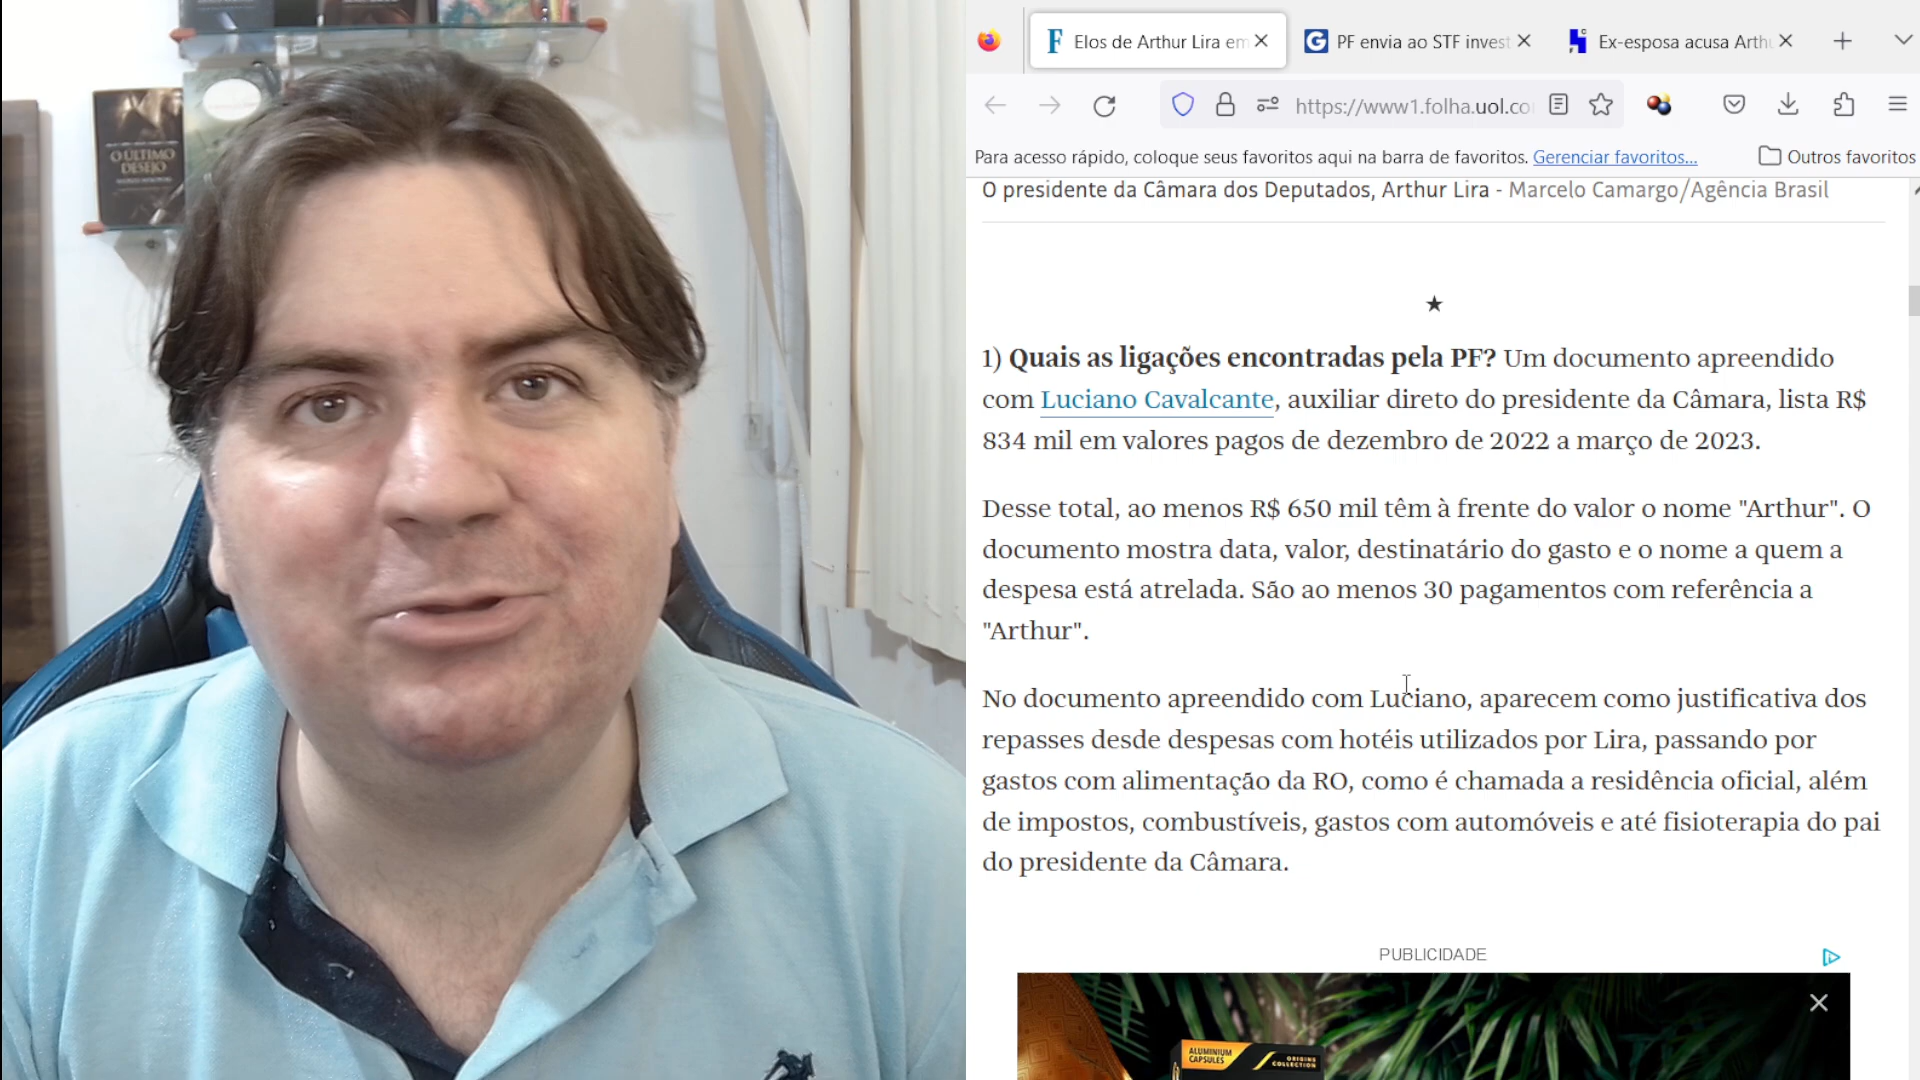 O ÚLTIMO
DESEJO
Elos de Arthur Lira em
PF envia ao STF invest
Ex-esposa acusa Arthu
https://www1.folha.uol.co
Para acesso rápido, coloque seus favoritos aqui na barra de favoritos. Gerenciar favoritos...
Outros favoritos
O presidente da Câmara dos Deputados, Arthur Lira - Marcelo Camargo/Agência Brasil
★
1) Quais as ligações encontradas pela PF? Um documento apreendido
com Luciano Cavalcante, auxiliar direto do presidente da Câmara, lista R$
834 mil em valores pagos de dezembro de 2022 a março de 2023.
Desse total, ao menos R$ 650 mil têm à frente do valor o nome "Arthur". O
documento mostra data, valor, destinatário do gasto e o nome a quem a
despesa está atrelada. São ao menos 30 pagamentos com referência a
"Arthur".
No documento apreendido com Luciano, aparecem como justificativa dos
repasses desde despesas com hotéis utilizados por Lira, passando por
gastos com alimentação da RO, como é chamada a residência oficial, além
de impostos, combustíveis, gastos com automóveis e até fisioterapia do pai
do presidente da Câmara.
PUBLICIDADE
ALUMINIUM
CAPSULES
ORIGINS
COLLECTION